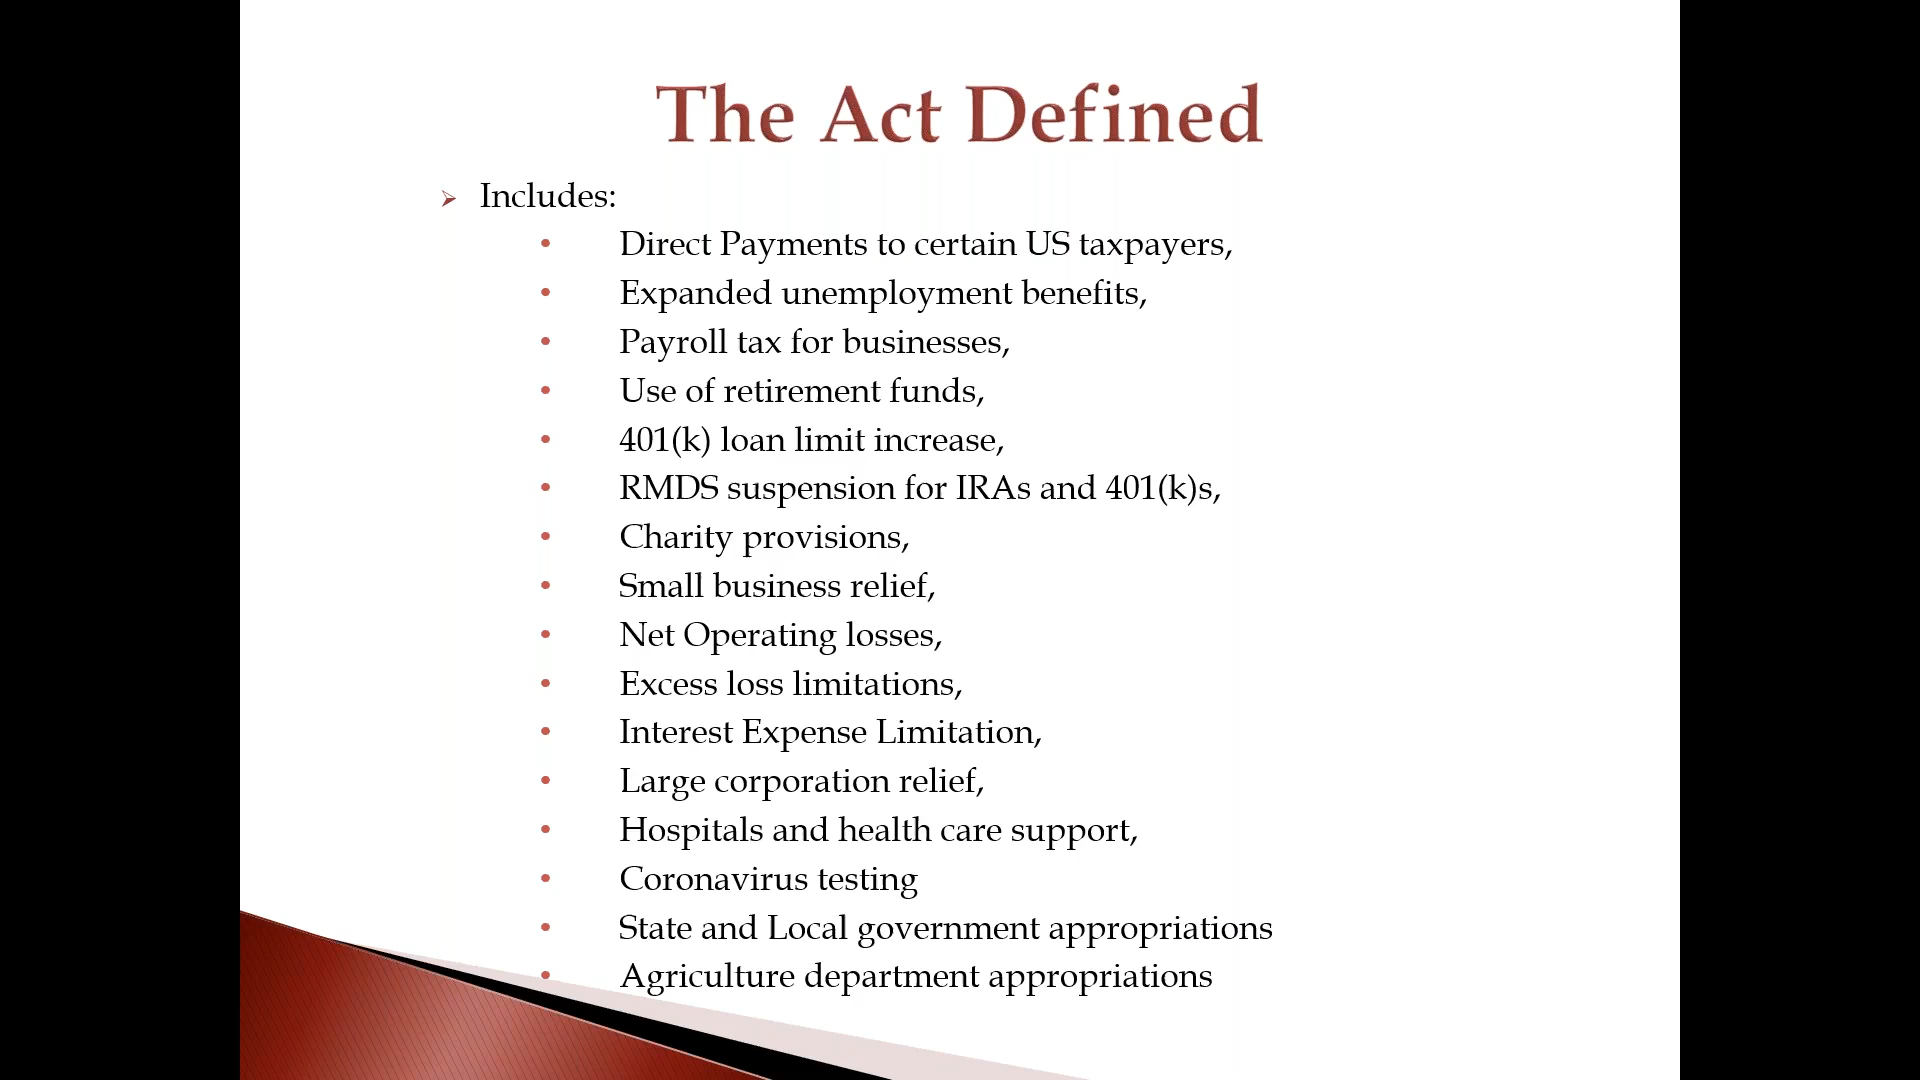 The Act Defined
Includes:
Direct Payments to certain US taxpayers,
Expanded unemployment benefits,
Payroll tax for businesses,
Use of retirement funds,
401(k) loan limit increase,
RMDS suspension for IRAs and 401(k)s,
Charity provisions,
Small business relief,
Net Operating losses,
Excess loss limitations,
Interest Expense Limitation,
Large corporation relief,
Hospitals and health care support,
Coronavirus testing
State and Local government appropriations
Agriculture department appropriations